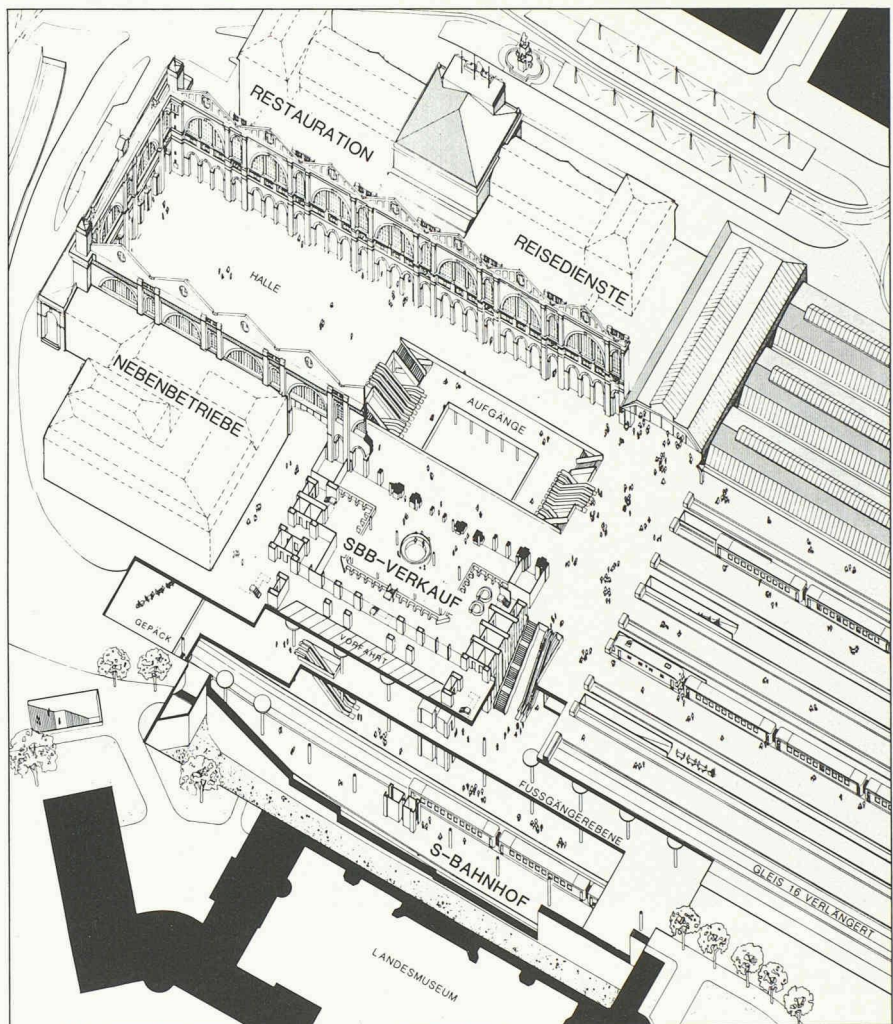 RESTAURATION
REISEDIENSTE
HALLE
NEBENBETRIEBE
AUFGÄNGE
SBB-VERKAUF
GEPÄCK
VORFAHRT
FUSSGÄNGEREBENE
S-BAHNHOF
GLEIS 16 VERLÄNGERT
LANDESMUSEUM